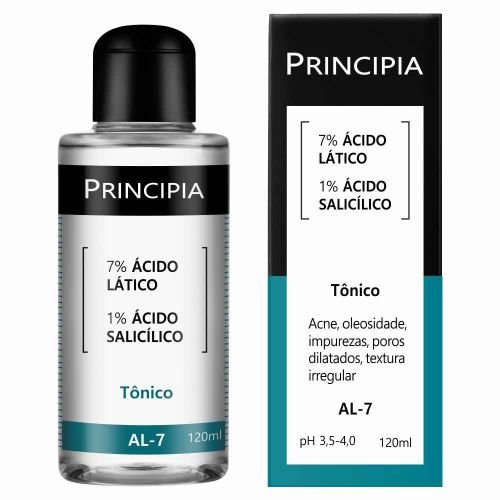 PRINCIPIA
7% ÁCIDO
LÁTICO
1% ÁCIDO
SALICÍLICO
Tônico
AL-7
120ml
PRINCIPIA
7% ÁCIDO
LÁTICO
1% ÁCIDO
SALICÍLICO
Tônico
Acne, oleosidade,
impurezas, poros
dilatados, textura
irregular
AL-7
pH 3,5-4,0
120ml